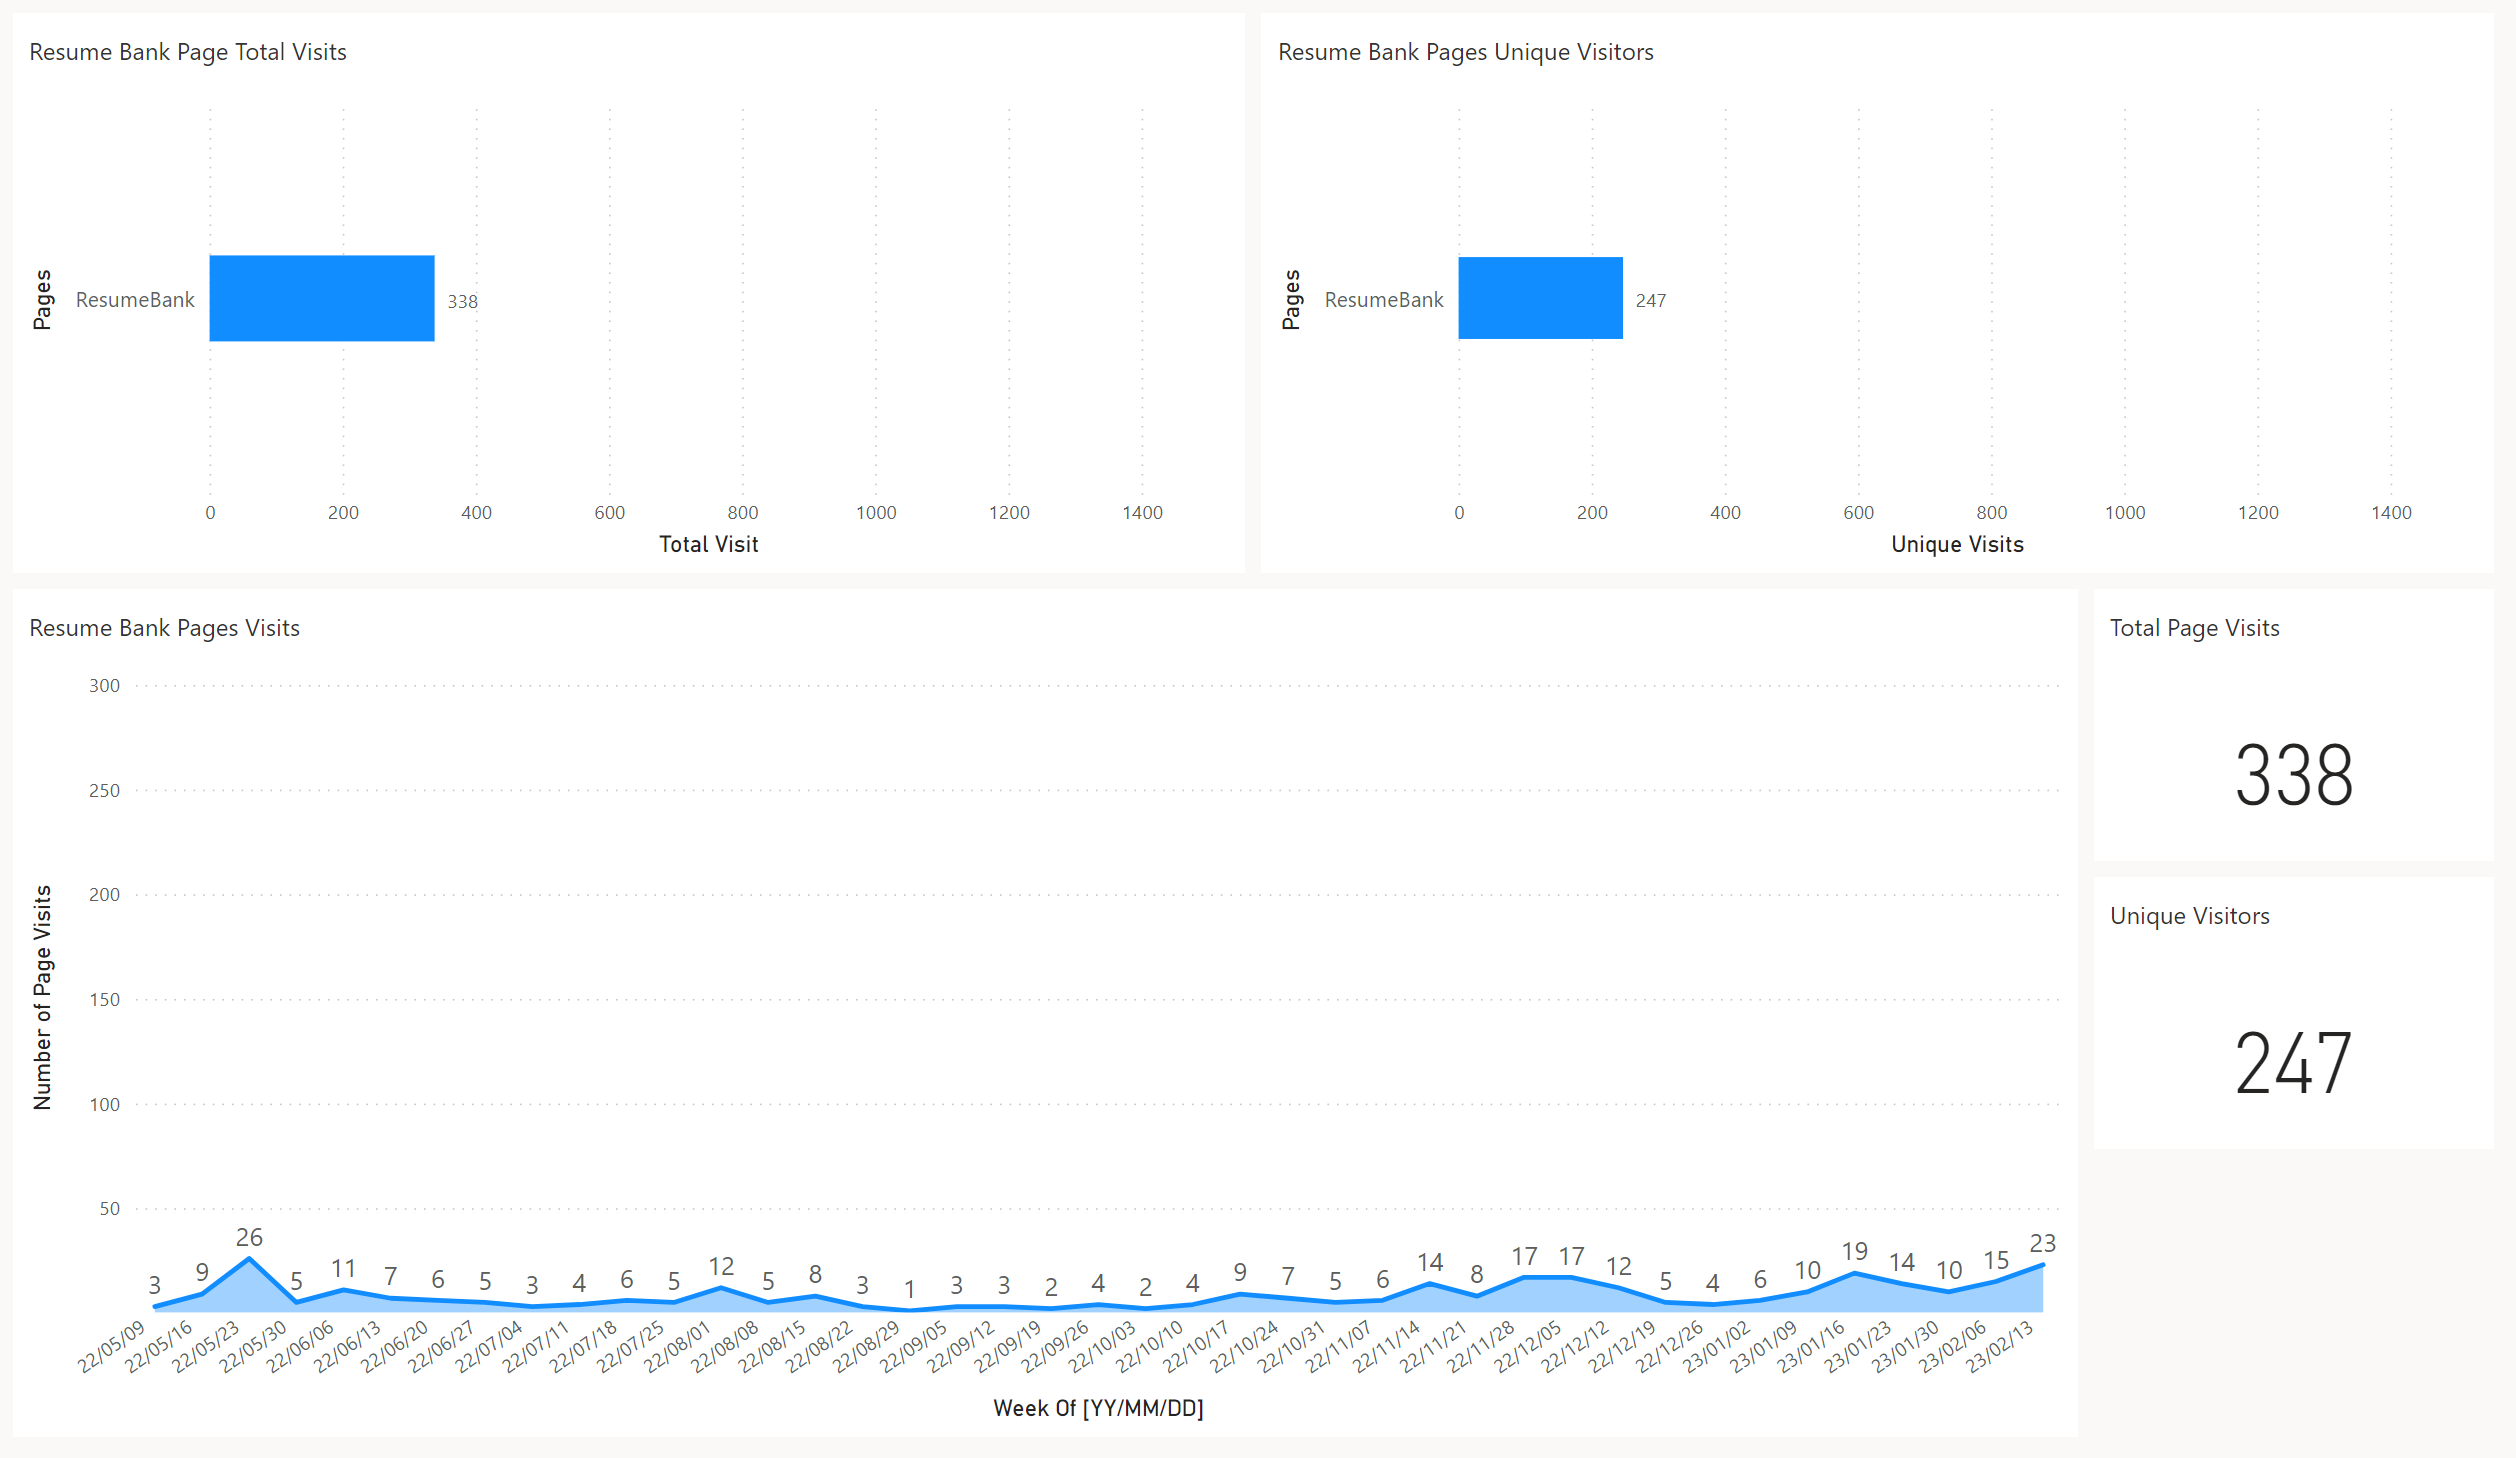 Resume Bank Page Total Visits
Pages
ResumeBank
338
0 200 400 600 800 1000 1200 1400
Total Visit
Resume Bank Pages Unique Visitors
Pages
ResumeBank
247
0 200 400 600 800 1000 1200 1400
Unique Visits
Resume Bank Pages Visits
Number of Page Visits
300
250
200
150
100
50
3 9 26 5 11 7 6 5 3 4 6 5 12 5 8 3 1 3 3 2 4 2 4 9 7 5 6 14 8 17 17 12 5 4 6 10 19 14 10 15 23
22/05/09 22/05/16 22/05/23 22/05/30 22/06/06 22/06/13 22/06/20 22/06/27 22/07/04 22/07/11 22/07/18 22/07/25 22/08/01 22/08/08 22/08/15 22/08/22 22/08/29 22/09/05 22/09/12 22/09/19 22/09/26 22/10/03 22/10/10 22/10/17 22/10/24 22/10/31 22/11/07 22/11/14 22/11/21 22/11/28 22/12/05 22/12/12 22/12/19 22/12/26 23/01/02 23/01/09 23/01/16 23/01/23 23/01/30 23/02/06 23/02/13
Week Of [YY/MM/DD]
Total Page Visits
338
Unique Visitors
247